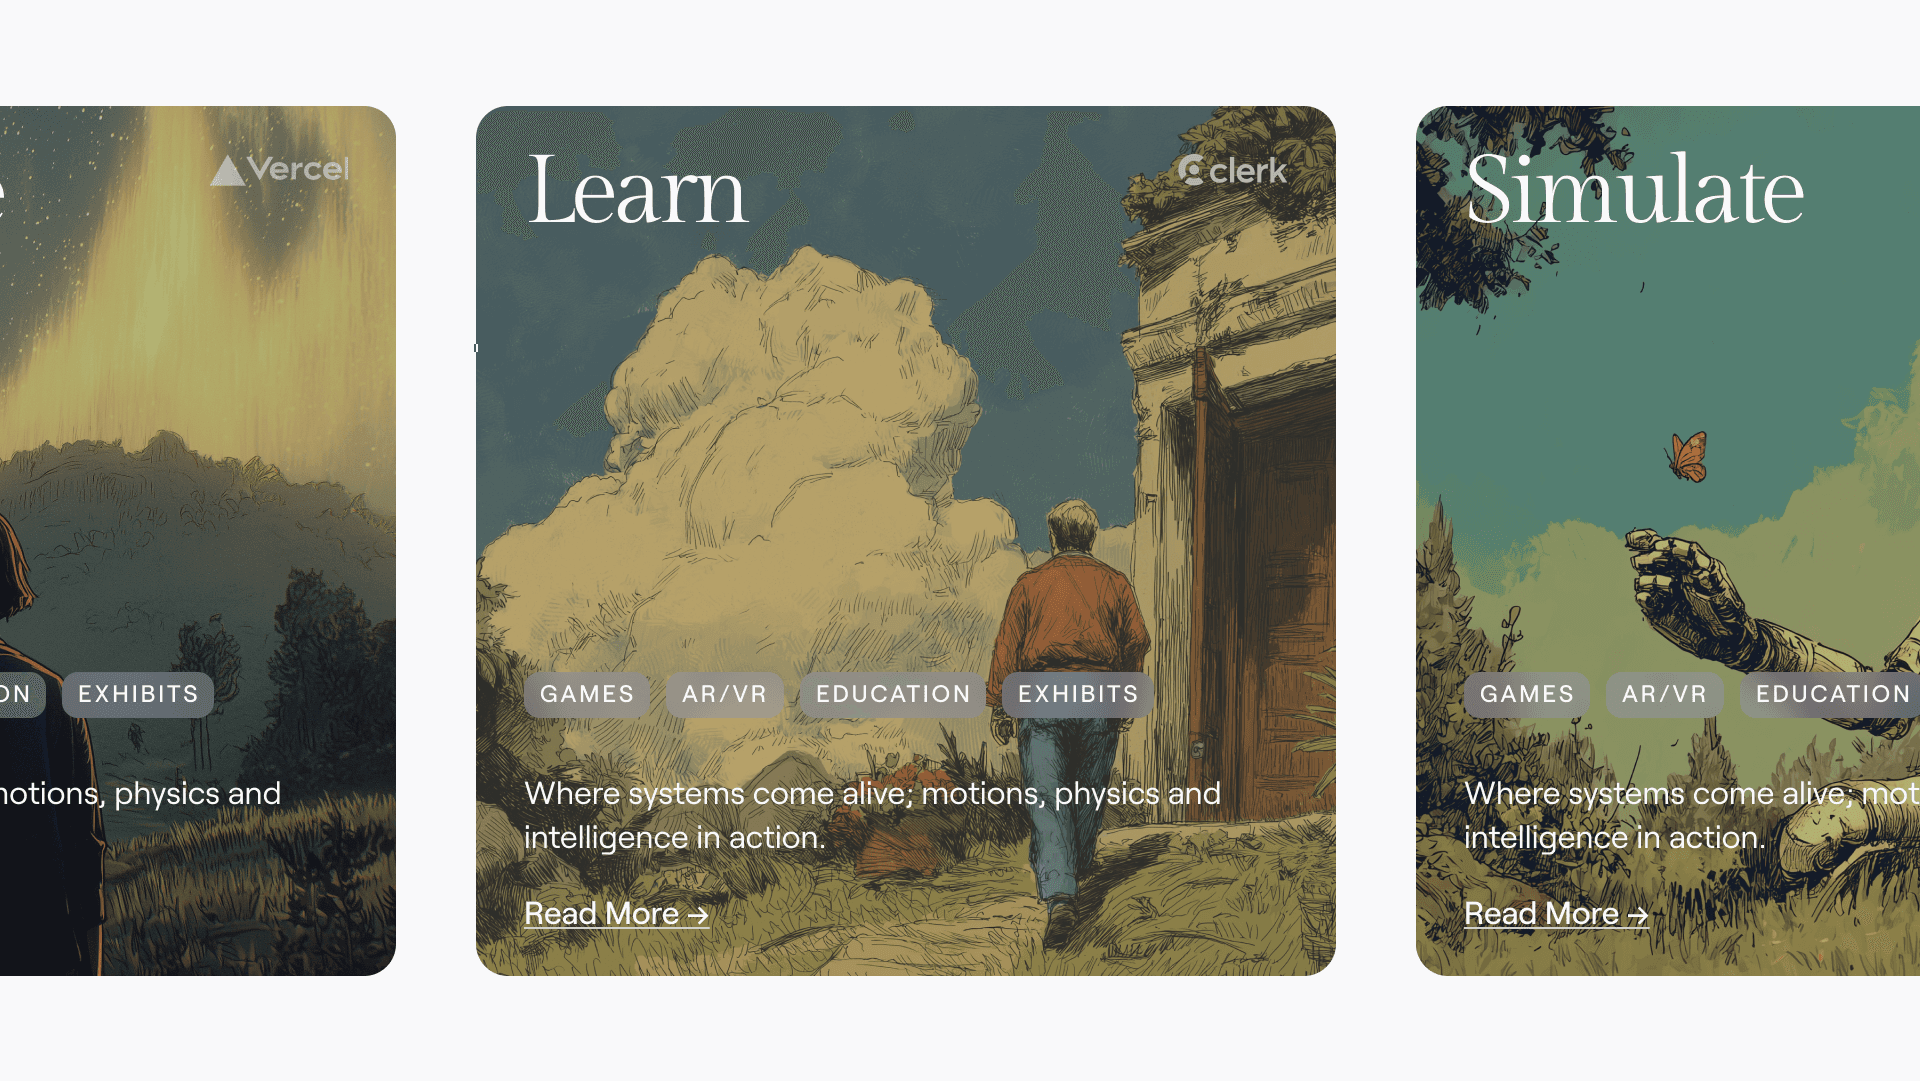 Vercel
EXHIBITS
motions, physics and
Learn
clerk
GAMES
AR/VR
EDUCATION
EXHIBITS
Where systems come alive; motions, physics and
intelligence in action.
Read More →
Simulate
GAMES
AR/VR
EDUCATION
Where systems come alive; mot
intelligence in action.
Read More →